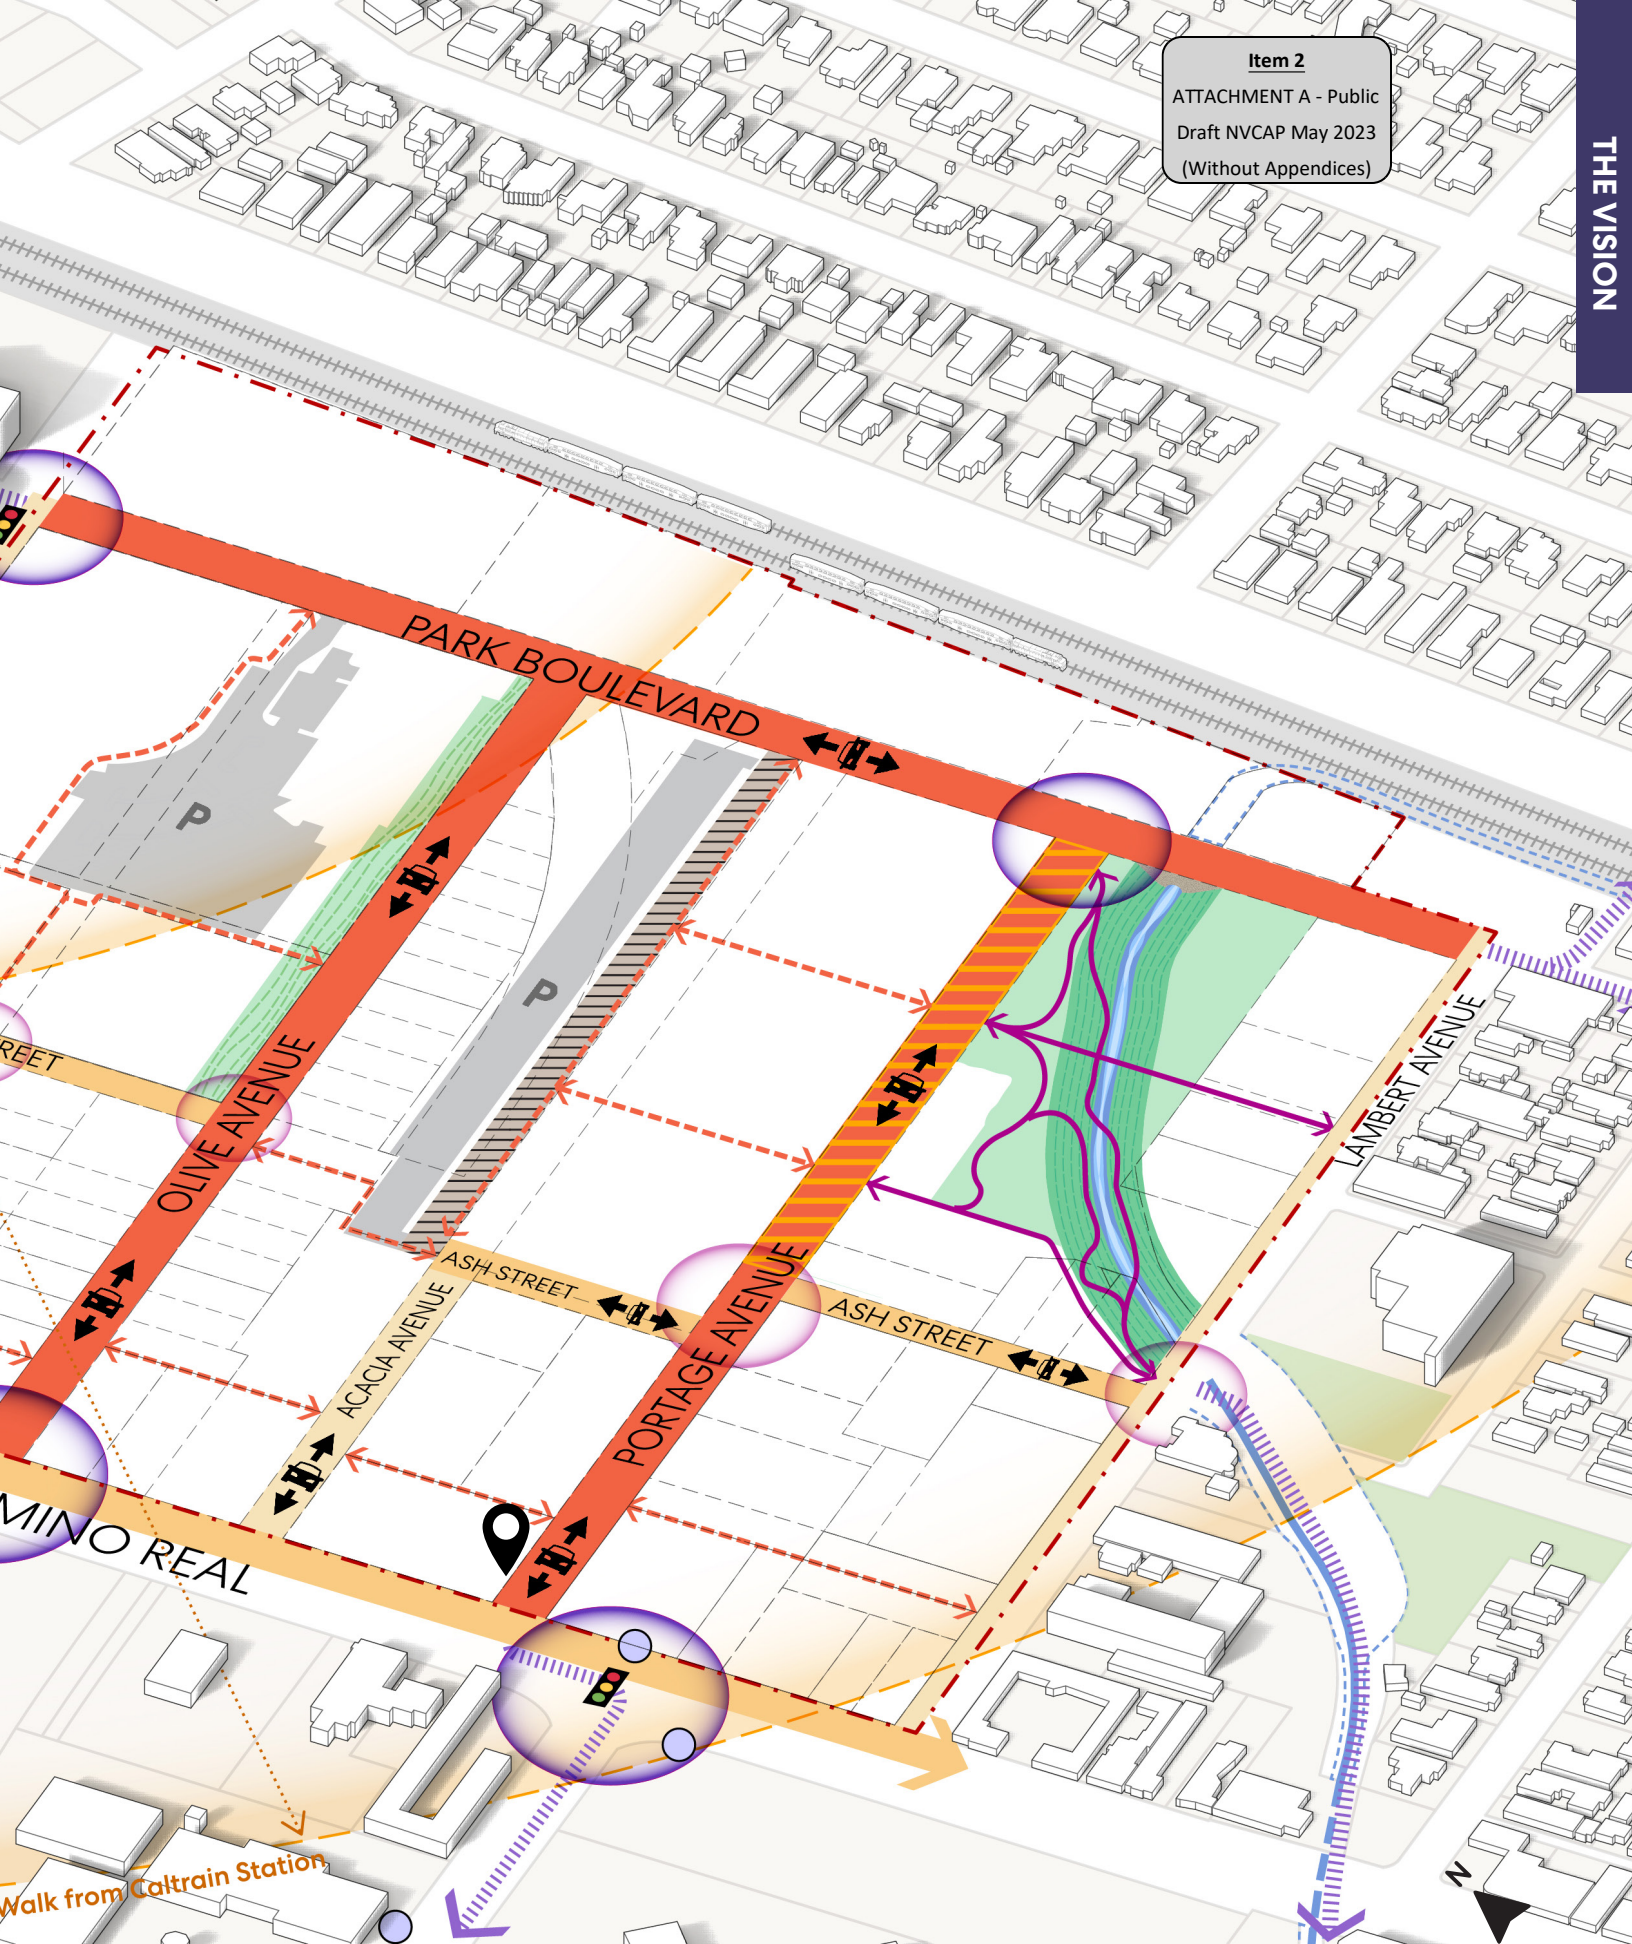 Item 2
ATTACHMENT A - Public
Draft NVCAP May 2023
(Without Appendices)
THE VISION
PARK BOULEVARD
P
P
REET
OLIVE AVENUE
LAMBERT AVENUE
ASH STREET
ACACIA AVENUE
PORTAGE AVENUE
ASH STREET
MINO REAL
Walk from Caltrain Station
N